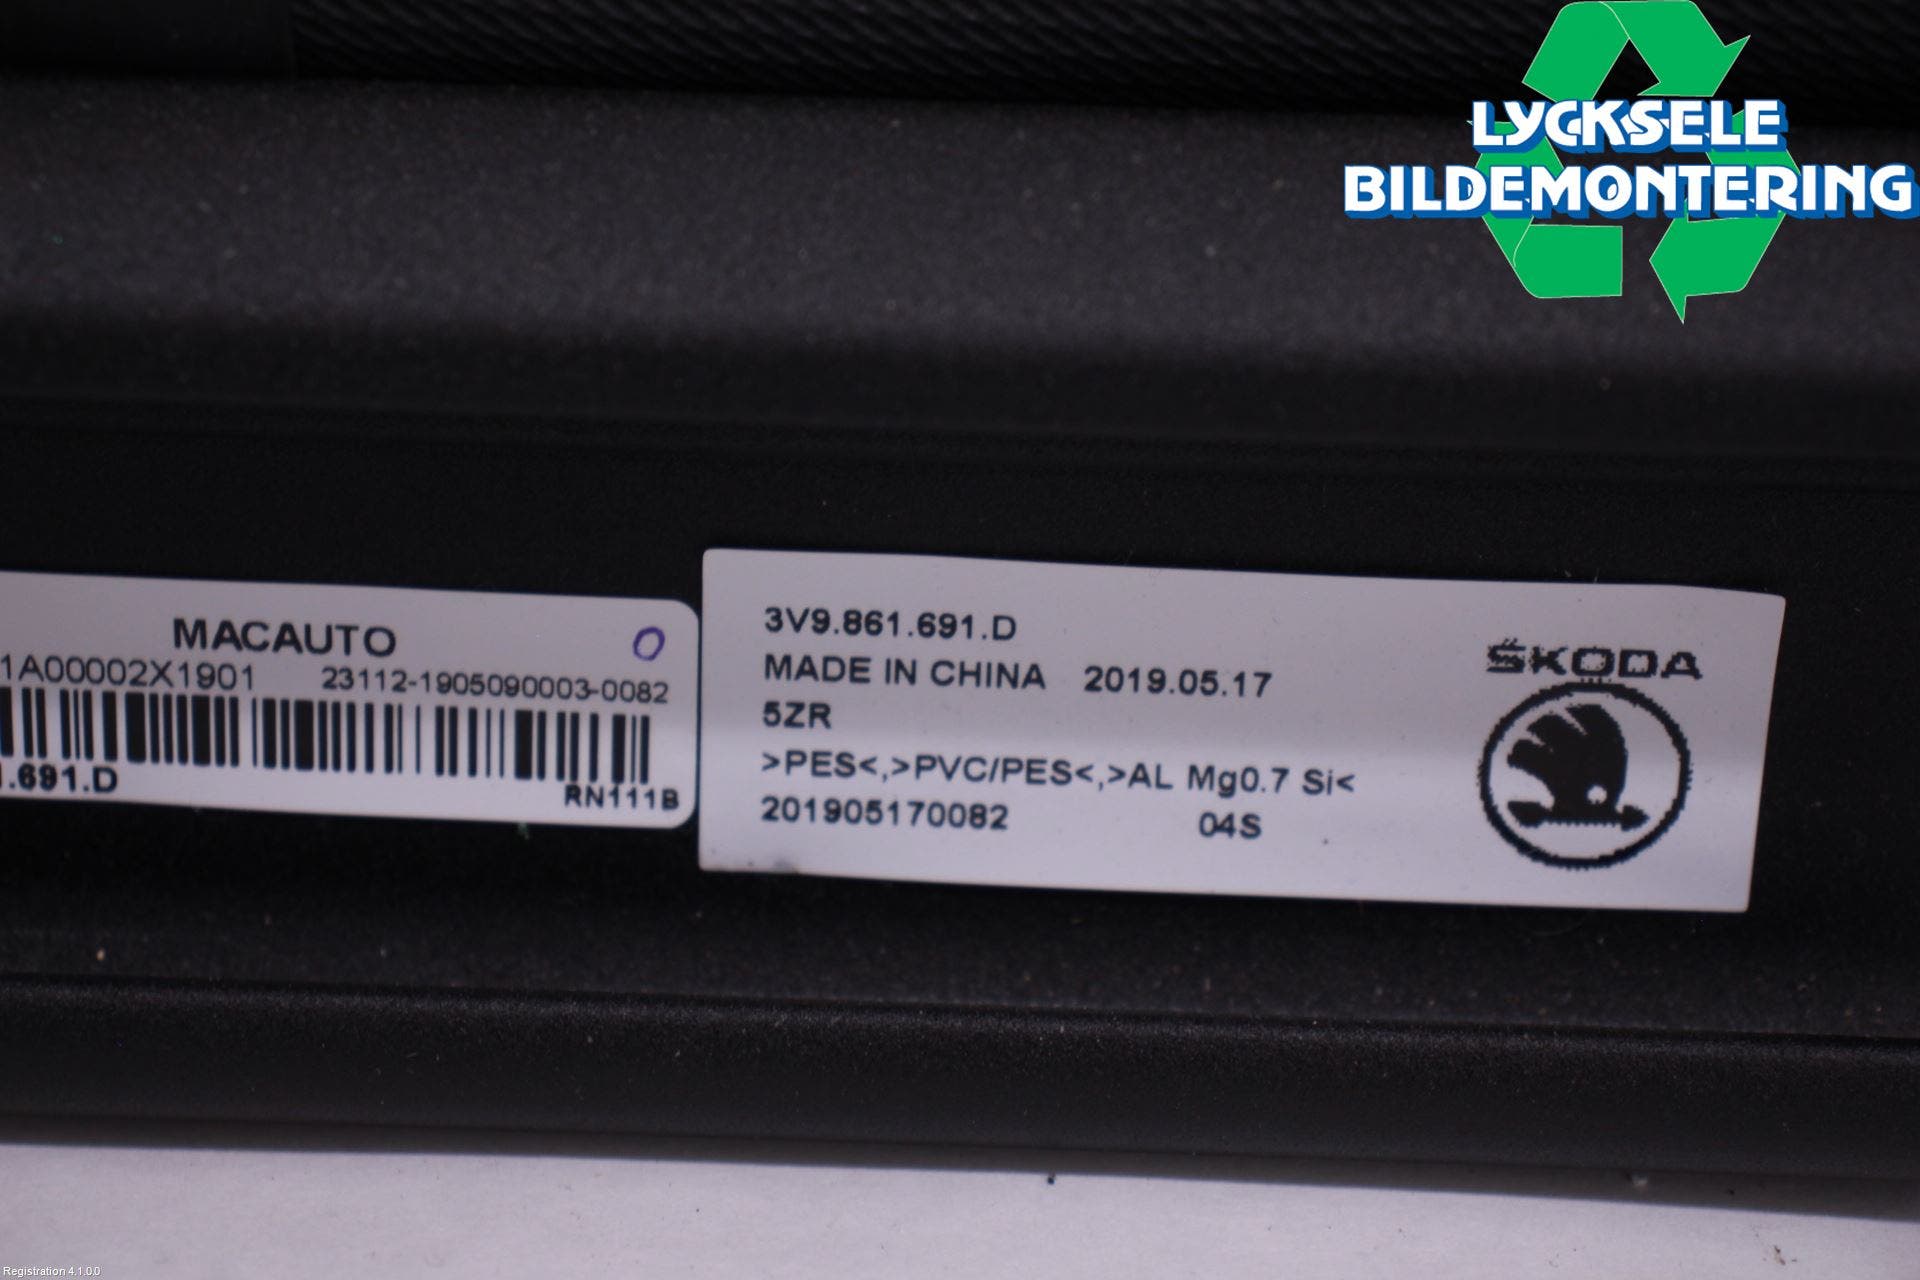 LYCKSELE
BILDEMONTERING
MACAUTO
0
1A00002X1901 23112-1905090003-0082
.691.D
RN111B
3V9.861.691.D
MADE IN CHINA 2019.05.17
5ZR
>PES<,>PVC/PES<,>AL Mg0.7 Si<
201905170082 04S
ŠKODA
Registration 4.1.0.0